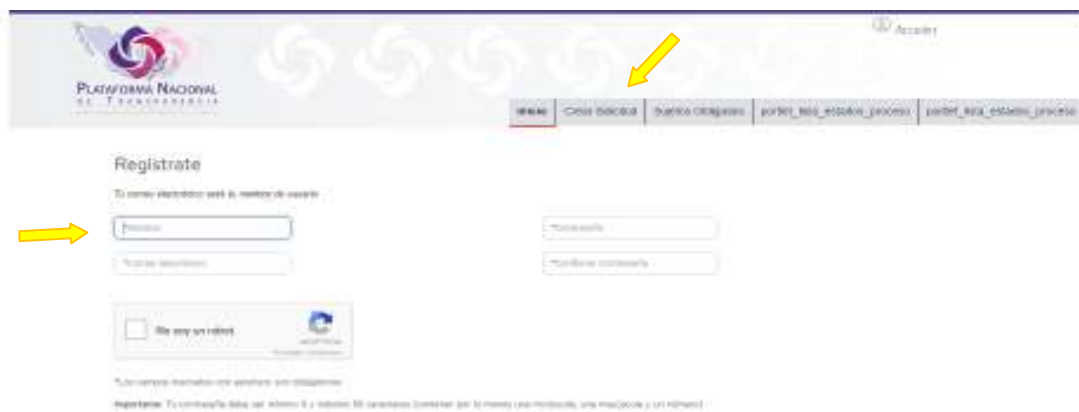 Acceder
PLATAFORMA NACIONAL
DE TRANSPARENCIA
Inicio Crear Solicitud Sujetos Obligados portlet_lista_estados_proceso portlet_lista_estados_proceso
Regístrate
Tu correo electrónico será tu nombre de usuario
*Nombre *Contraseña
*Correo electrónico *Confirmar contraseña
No soy un robot
reCAPTCHA
*Los campos marcados con asterisco son obligatorios
Importante: Tu contraseña debe ser mínimo y máximo caracteres (contener por lo menos una minúscula, una mayúscula y un número)